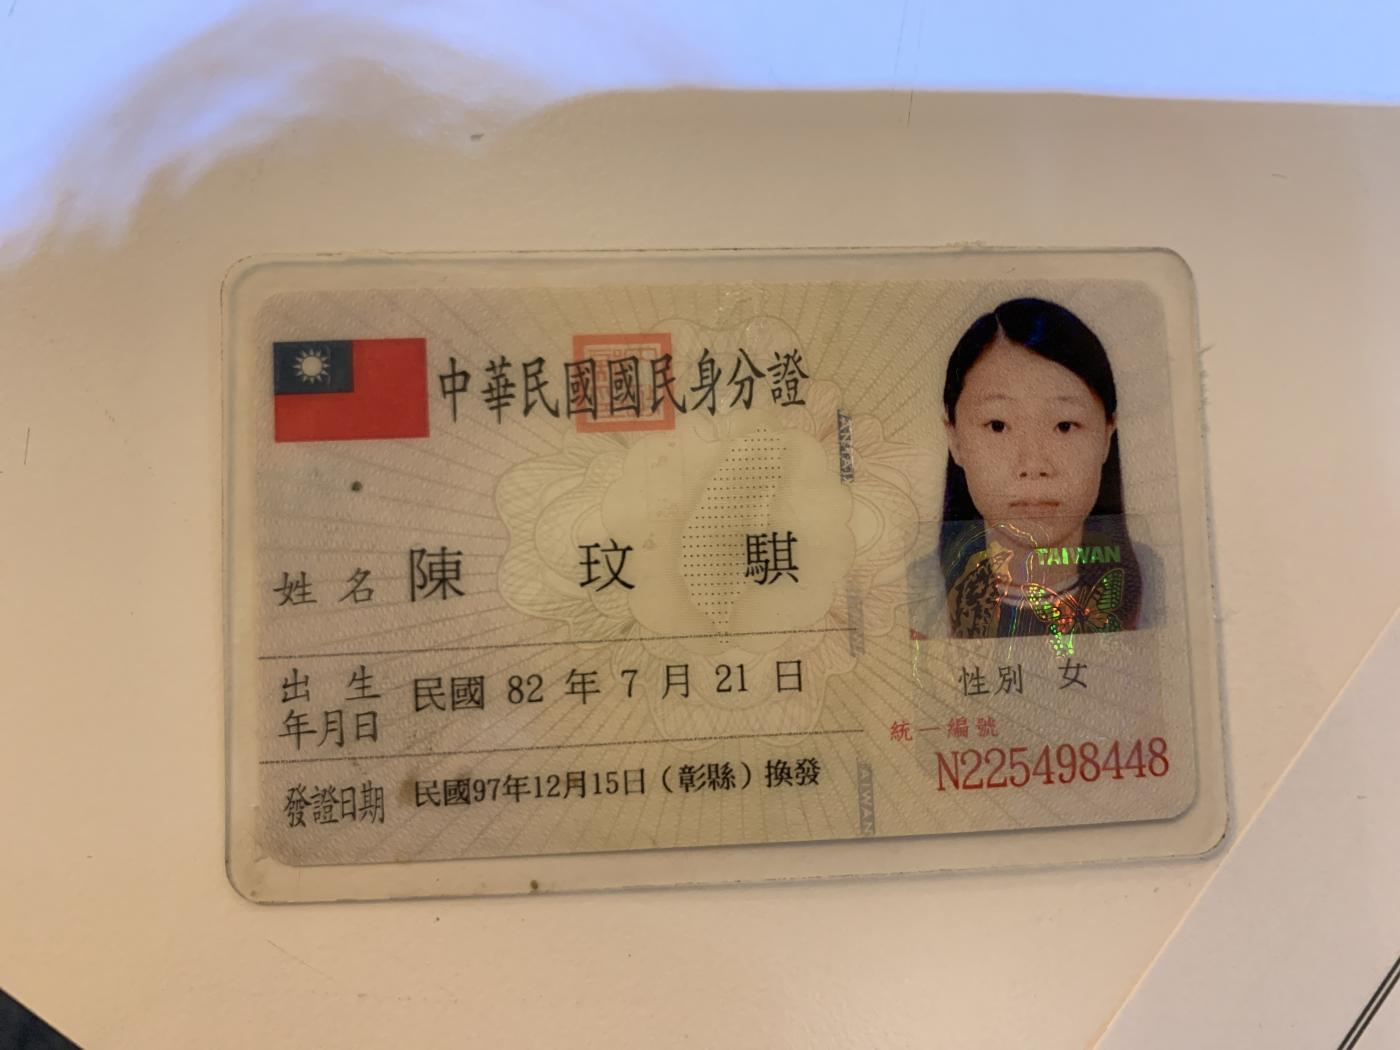 中華民國國民身分證
姓名 陳玟騏
出生年月日 民國 82 年 7 月 21 日
發證日期 民國97年12月15日（彰縣）換發
TAIWAN
性別 女
統一編號
N225498448
TAIWAN
TAIWAN